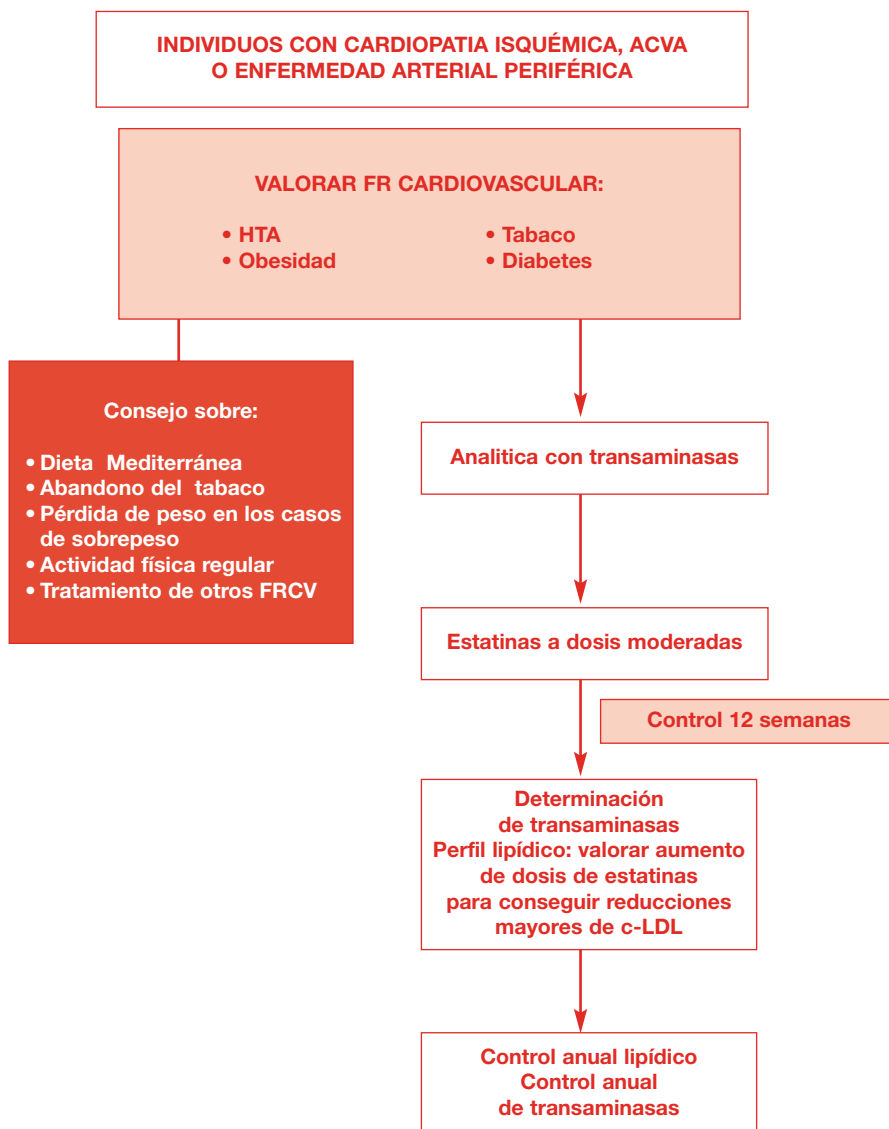 INDIVIDUOS CON CARDIOPATIA ISQUÉMICA, ACVA
O ENFERMEDAD ARTERIAL PERIFÉRICA
VALORAR FR CARDIOVASCULAR:
• HTA
• Obesidad
• Tabaco
• Diabetes
Consejo sobre:
• Dieta Mediterránea
• Abandono del tabaco
• Pérdida de peso en los casos
de sobrepeso
• Actividad física regular
• Tratamiento de otros FRCV
Analitica con transaminasas
Estatinas a dosis moderadas
Control 12 semanas
Determinación
de transaminasas
Perfil lipídico: valorar aumento
de dosis de estatinas
para conseguir reducciones
mayores de c-LDL
Control anual lipídico
Control anual
de transaminasas